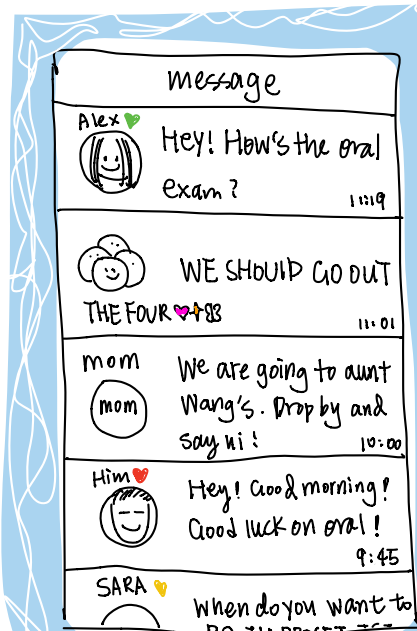 message
Alex
Hey! How's the oral
exam?
11:19
WE SHOULD GO OUT
THE FOUR
11:01
mom
mom
We are going to aunt
Wang's. Drop by and
say hi!
10:00
Him
Hey! Good morning!
Good luck on oral!
9:45
SARA
when do you want to